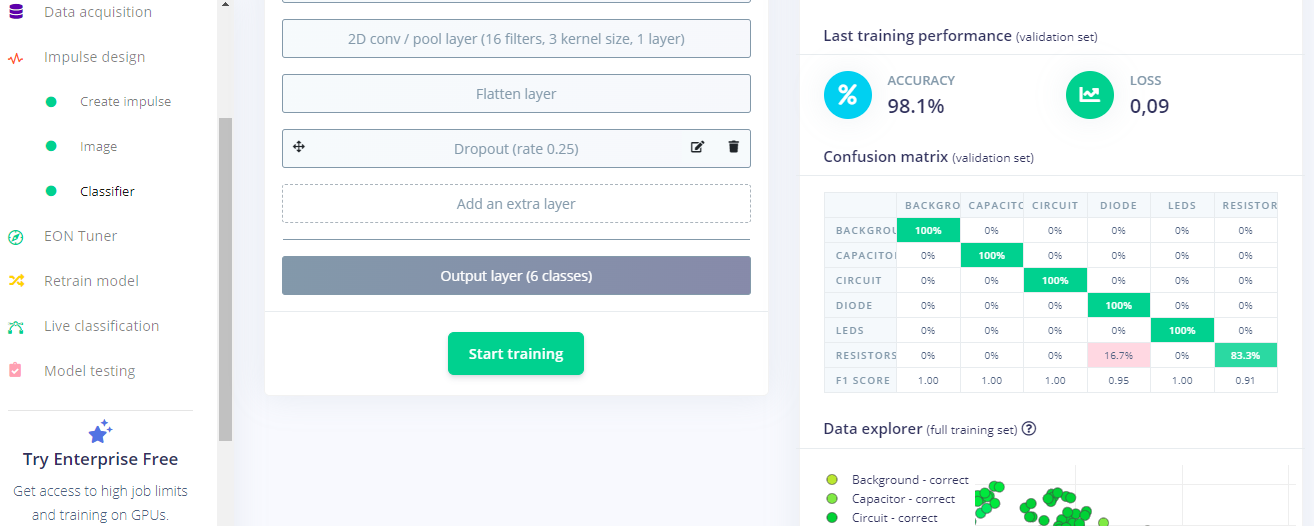 Data acquisition
Impulse design
Create impulse
Image
Classifier
EON Tuner
Retrain model
Live classification
Model testing
Try Enterprise Free
Get access to high job limits
and training on GPUs.
2D conv / pool layer (16 filters, 3 kernel size, 1 layer)
Flatten layer
Dropout (rate 0.25)
Add an extra layer
Output layer (6 classes)
Start training
Last training performance (validation set)
% ACCURACY 98.1%
LOSS 0,09
Confusion matrix (validation set)
BACKGRO CAPACITO CIRCUIT DIODE LEDS RESISTOR
BACKGROU 100% 0% 0% 0% 0% 0%
CAPACITO 0% 100% 0% 0% 0% 0%
CIRCUIT 0% 0% 100% 0% 0% 0%
DIODE 0% 0% 0% 100% 0% 0%
LEDS 0% 0% 0% 0% 100% 0%
RESISTORS 0% 0% 0% 16.7% 0% 83.3%
F1 SCORE 1.00 1.00 1.00 0.95 1.00 0.91
Data explorer (full training set) ?
Background - correct
Capacitor - correct
Circuit - correct